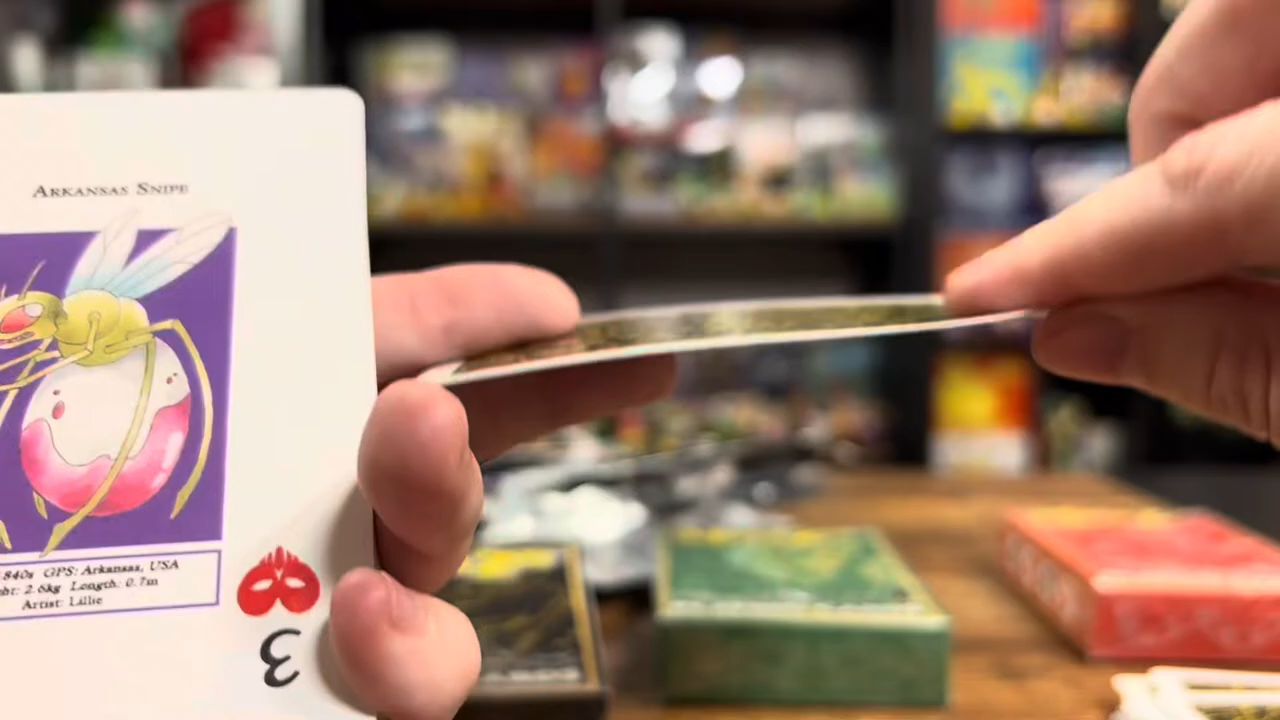 ARKANSAS SNIPE
840s GPS: Arkansas, USA
ht: 2.6kg Length: 0.7m
Artist: Lillie
3